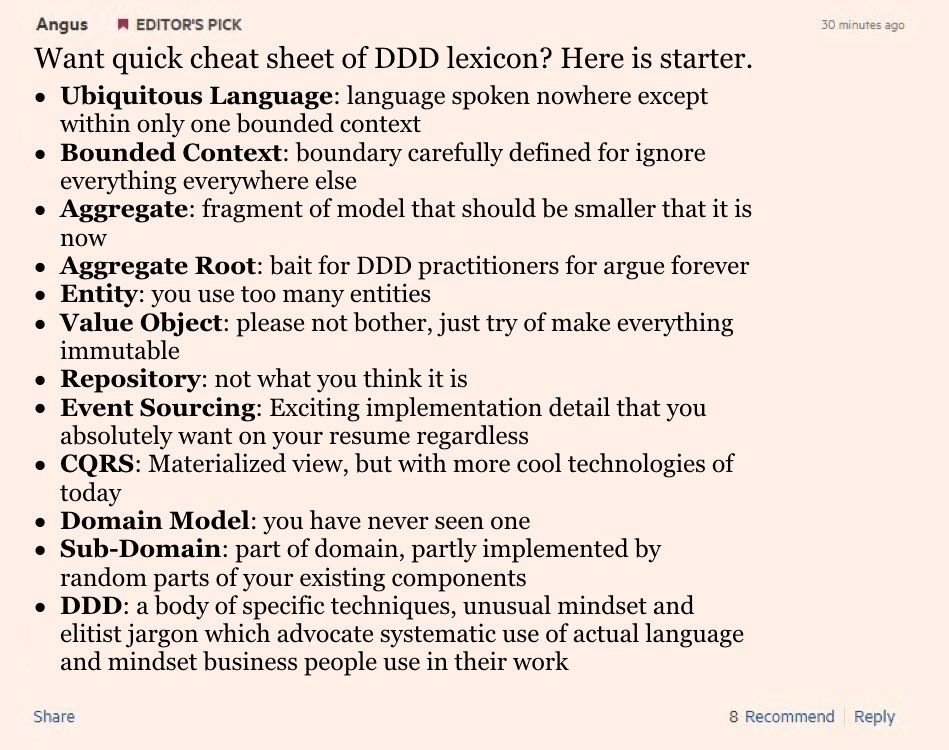 Angus EDITOR'S PICK 30 minutes ago
Want quick cheat sheet of DDD lexicon? Here is starter.
• Ubiquitous Language: language spoken nowhere except
within only one bounded context
• Bounded Context: boundary carefully defined for ignore
everything everywhere else
• Aggregate: fragment of model that should be smaller that it is
now
• Aggregate Root: bait for DDD practitioners for argue forever
• Entity: you use too many entities
• Value Object: please not bother, just try of make everything
immutable
• Repository: not what you think it is
• Event Sourcing: Exciting implementation detail that you
absolutely want on your resume regardless
• CQRS: Materialized view, but with more cool technologies of
today
• Domain Model: you have never seen one
• Sub-Domain: part of domain, partly implemented by
random parts of your existing components
• DDD: a body of specific techniques, unusual mindset and
elitist jargon which advocate systematic use of actual language
and mindset business people use in their work
Share 8 Recommend Reply